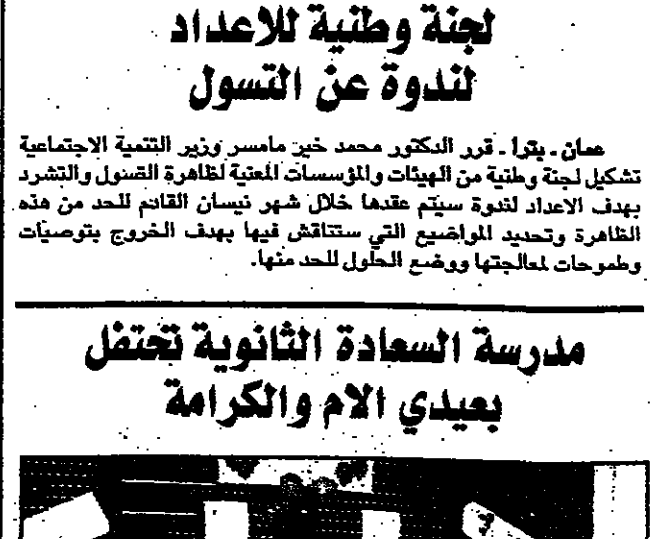 لجنة وطنية للاعداد
لندوة عن التسول
عمان ـ بترا ـ قرر الدكتور محمد خير مامسر وزير التنمية الاجتماعية
تشكيل لجنة وطنية من الهيئات والمؤسسات المعنية لظاهرة التسول والتشرد
بهدف الاعداد لندوة سيتم عقدها خلال شهر نيسان القادم للحد من هذه
الظاهرة وتحديد المواضيع التي ستناقش فيها بهدف الخروج بتوصيات
وطموحات لمعالجتها ووضع الحلول للحد منها.
مدرسة السعادة الثانوية تحتفل
بعيدي الام والكرامة